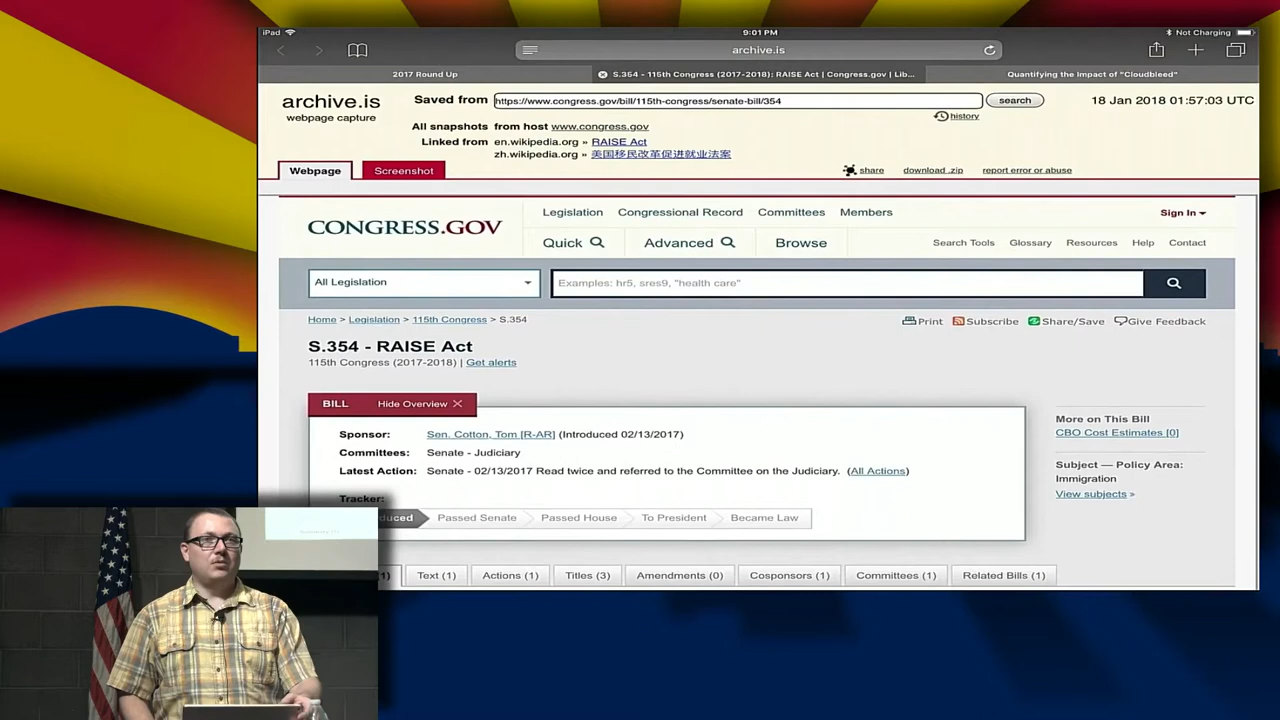 iPad
9:01 PM
Not Charging
archive.is
2017 Round Up
S.354 - 115th Congress (2017-2018): RAISE Act | Congress.gov | Lib...
Quantifying the Impact of "Cloudbleed"
archive.is
webpage capture
Saved from
https://www.congress.gov/bill/115th-congress/senate-bill/354
search
18 Jan 2018 01:57:03 UTC
history
All snapshots from host www.congress.gov
Linked from en.wikipedia.org » RAISE Act
zh.wikipedia.org » 美国移民改革促进就业法案
Webpage
Screenshot
share
download .zip
report error or abuse
CONGRESS.GOV
Legislation Congressional Record Committees Members
Sign In
Quick
Advanced
Browse
Search Tools Glossary Resources Help Contact
All Legislation
Examples: hr5, sres9, "health care"
Home > Legislation > 115th Congress > S.354
Print Subscribe Share/Save Give Feedback
S.354 - RAISE Act
115th Congress (2017-2018) | Get alerts
BILL Hide Overview X
Sponsor: Sen. Cotton, Tom [R-AR] (Introduced 02/13/2017)
Committees: Senate - Judiciary
Latest Action: Senate - 02/13/2017 Read twice and referred to the Committee on the Judiciary. (All Actions)
Tracker:
duced Passed Senate Passed House To President Became Law
More on This Bill
CBO Cost Estimates [0]
Subject — Policy Area:
Immigration
View subjects »
(1) Text (1) Actions (1) Titles (3) Amendments (0) Cosponsors (1) Committees (1) Related Bills (1)